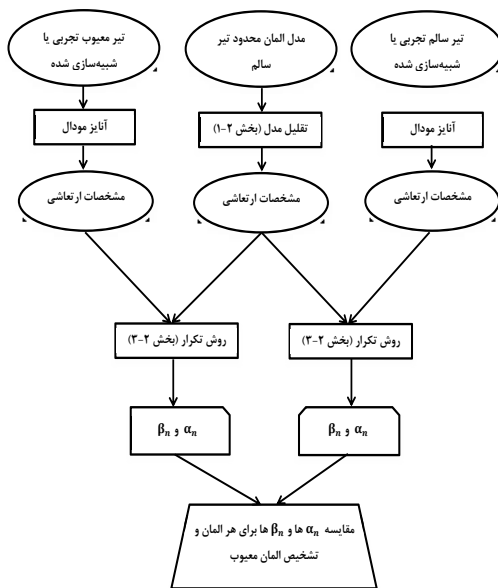 تیر سالم تجربی یا
شبیه‌سازی شده
مدل المان محدود تیر
سالم
تیر معیوب تجربی یا
شبیه‌سازی شده
آنایز مودال
تقلیل مدل (بخش ۲-۱)
آنایز مودال
مشخصات ارتعاشی
مشخصات ارتعاشی
مشخصات ارتعاشی
روش تکرار (بخش ۲-۳)
روش تکرار (بخش ۲-۳)
αₙ و βₙ
αₙ و βₙ
مقایسه αₙ ها و βₙ ها برای هر المان و
تشخیص المان معیوب